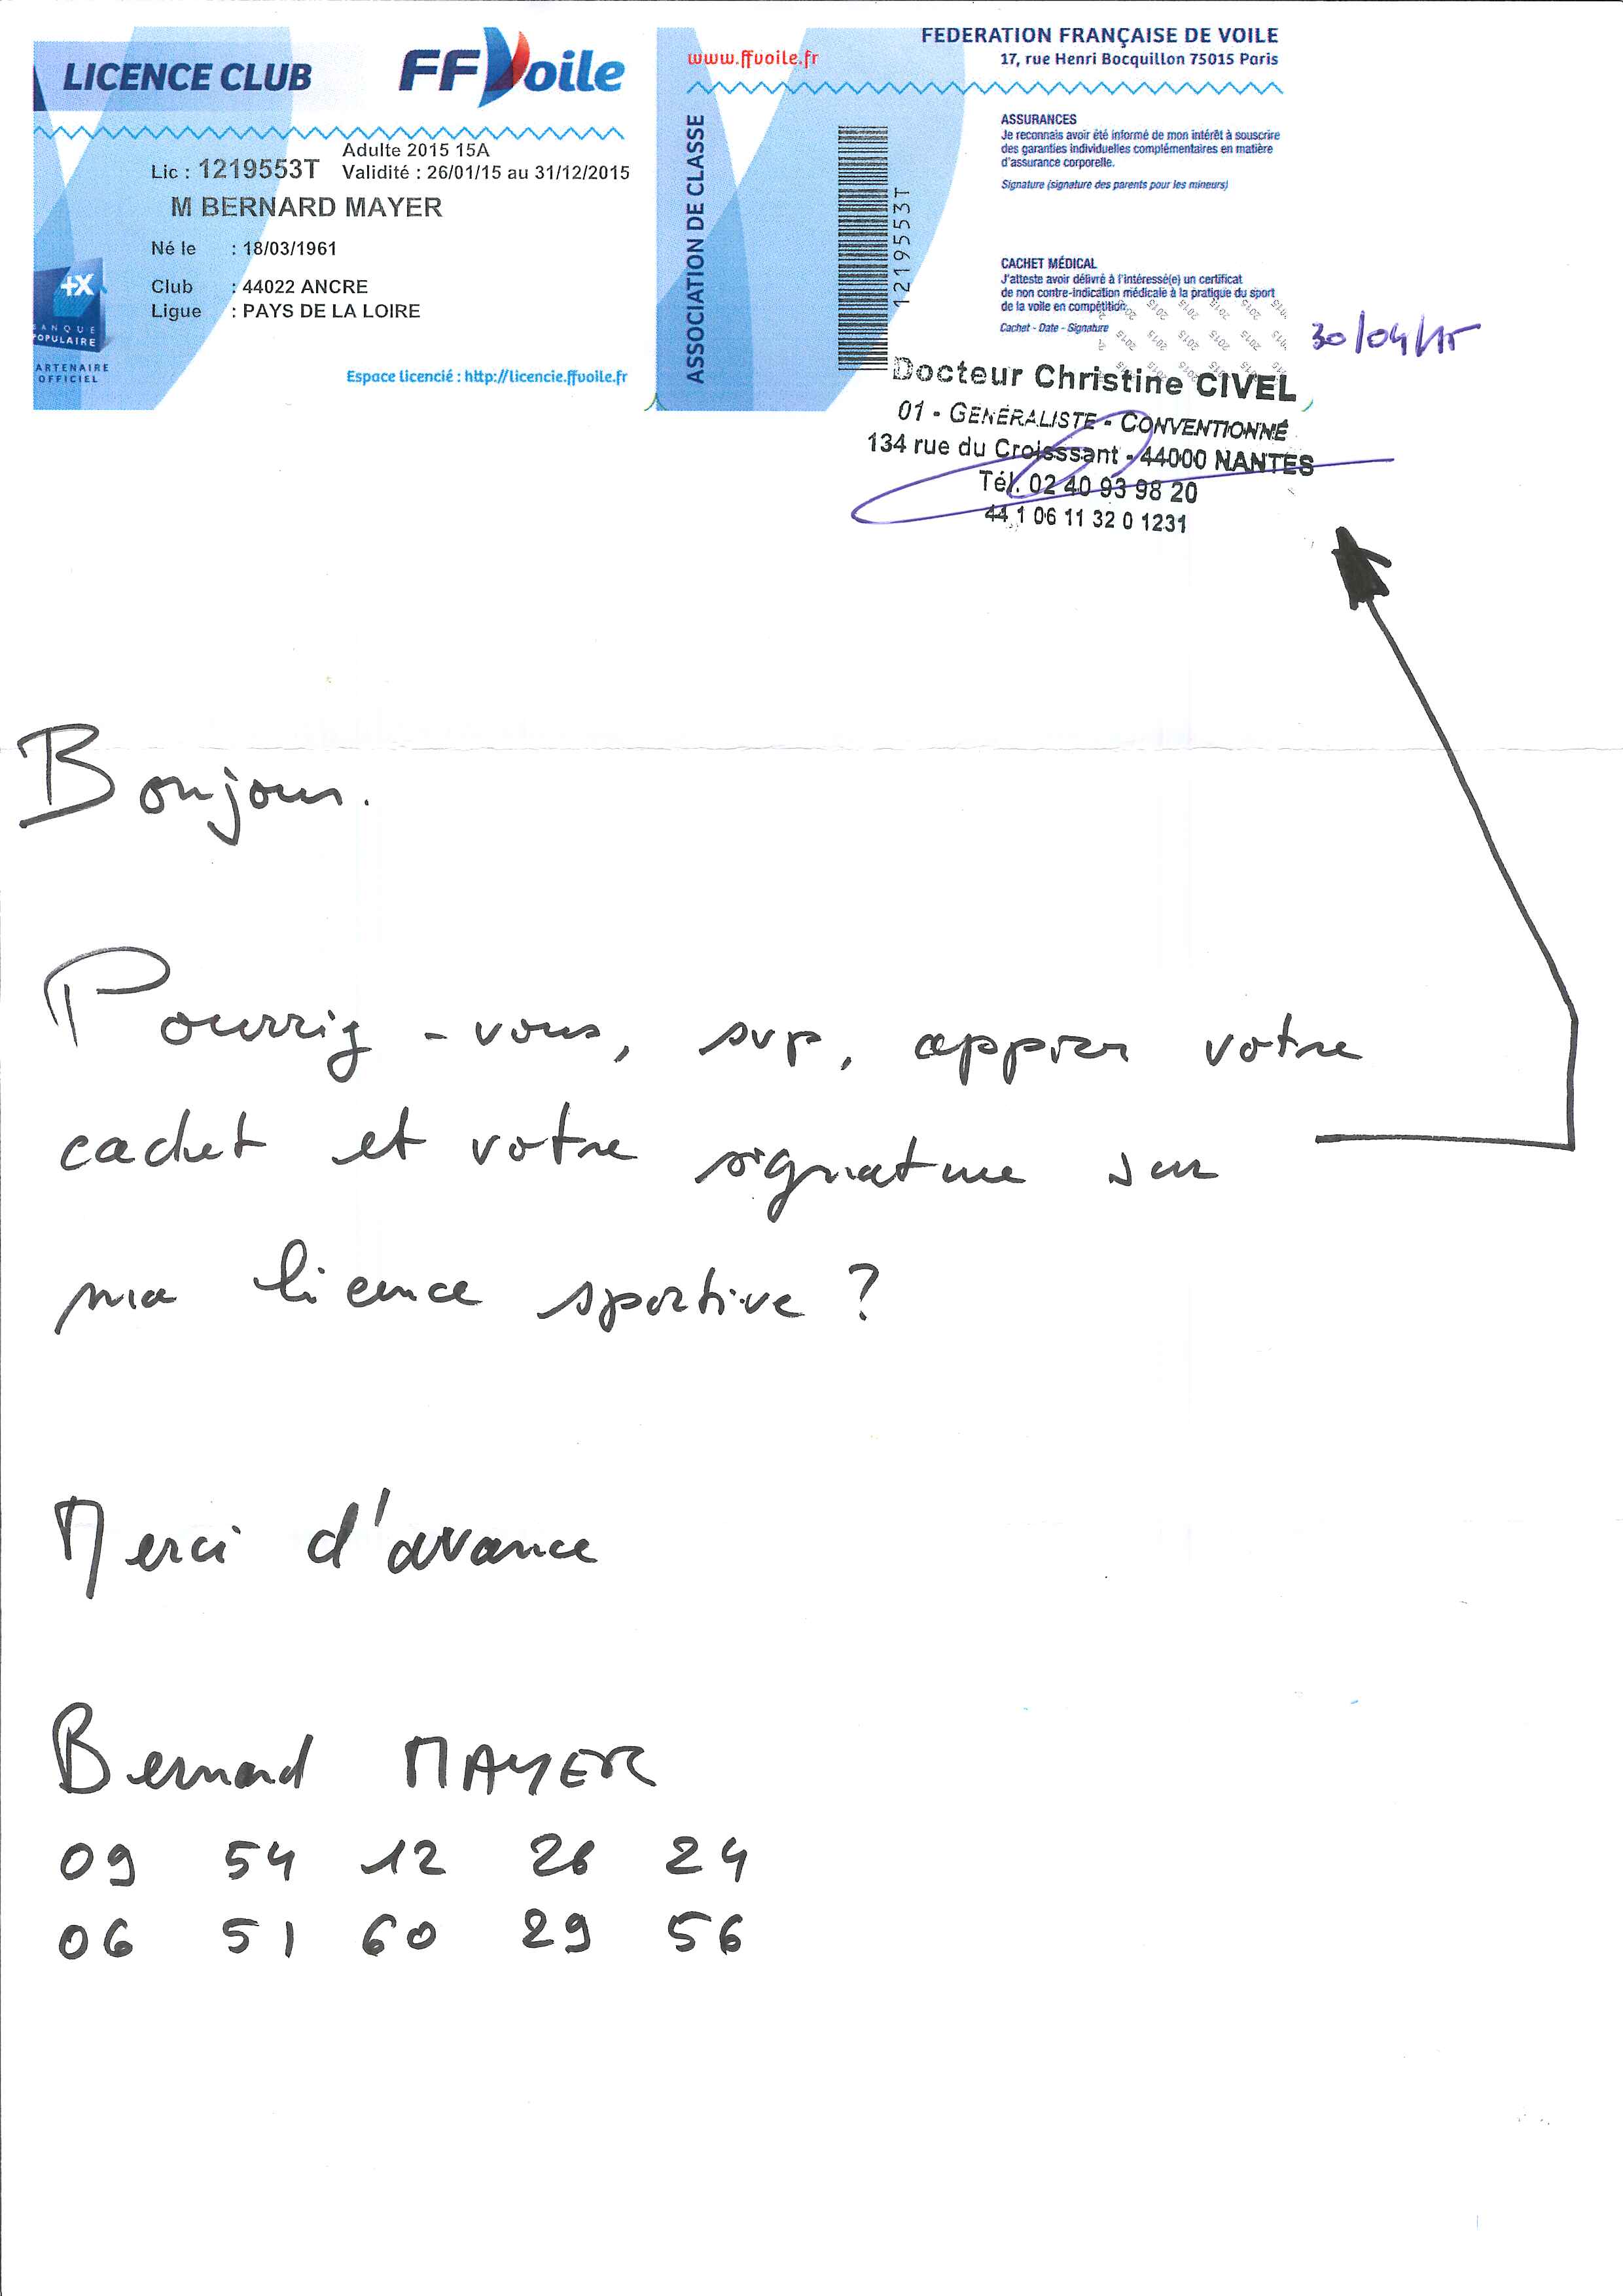 LICENCE CLUB
FFVoile
Adulte 2015 15A
Lic : 1219553T Validité : 26/01/15 au 31/12/2015
M BERNARD MAYER
Né le : 18/03/1961
Club : 44022 ANCRE
Ligue : PAYS DE LA LOIRE
+X
ANQUE
POPULAIRE
ARTENAIRE
OFFICIEL
Espace licencié : http://licencie.ffvoile.fr
www.ffvoile.fr
FEDERATION FRANÇAISE DE VOILE
17, rue Henri Bocquillon 75015 Paris
ASSOCIATION DE CLASSE
1219553T
ASSURANCES
Je reconnais avoir été informé de mon intérêt à souscrire
des garanties individuelles complémentaires en matière
d'assurance corporelle.
Signature (signature des parents pour les mineurs)
CACHET MÉDICAL
J'atteste avoir délivré à l'intéressé(e) un certificat
de non contre-indication médicale à la pratique du sport
de la voile en compétition.
Cachet - Date - Signature
30/04/15
Docteur Christine CIVEL
01 - GENÉRALISTE - CONVENTIONNÉ
134 rue du Croisssant - 44000 NANTES
Tél. 02 40 93 98 20
44 1 06 11 32 0 1231
Bonjour.
Pourriez-vous, svp, apposer votre
cachet et votre signature sur
ma licence sportive ?
Merci d'avance
Bernard MAYER
09 54 12 26 24
06 51 60 29 56